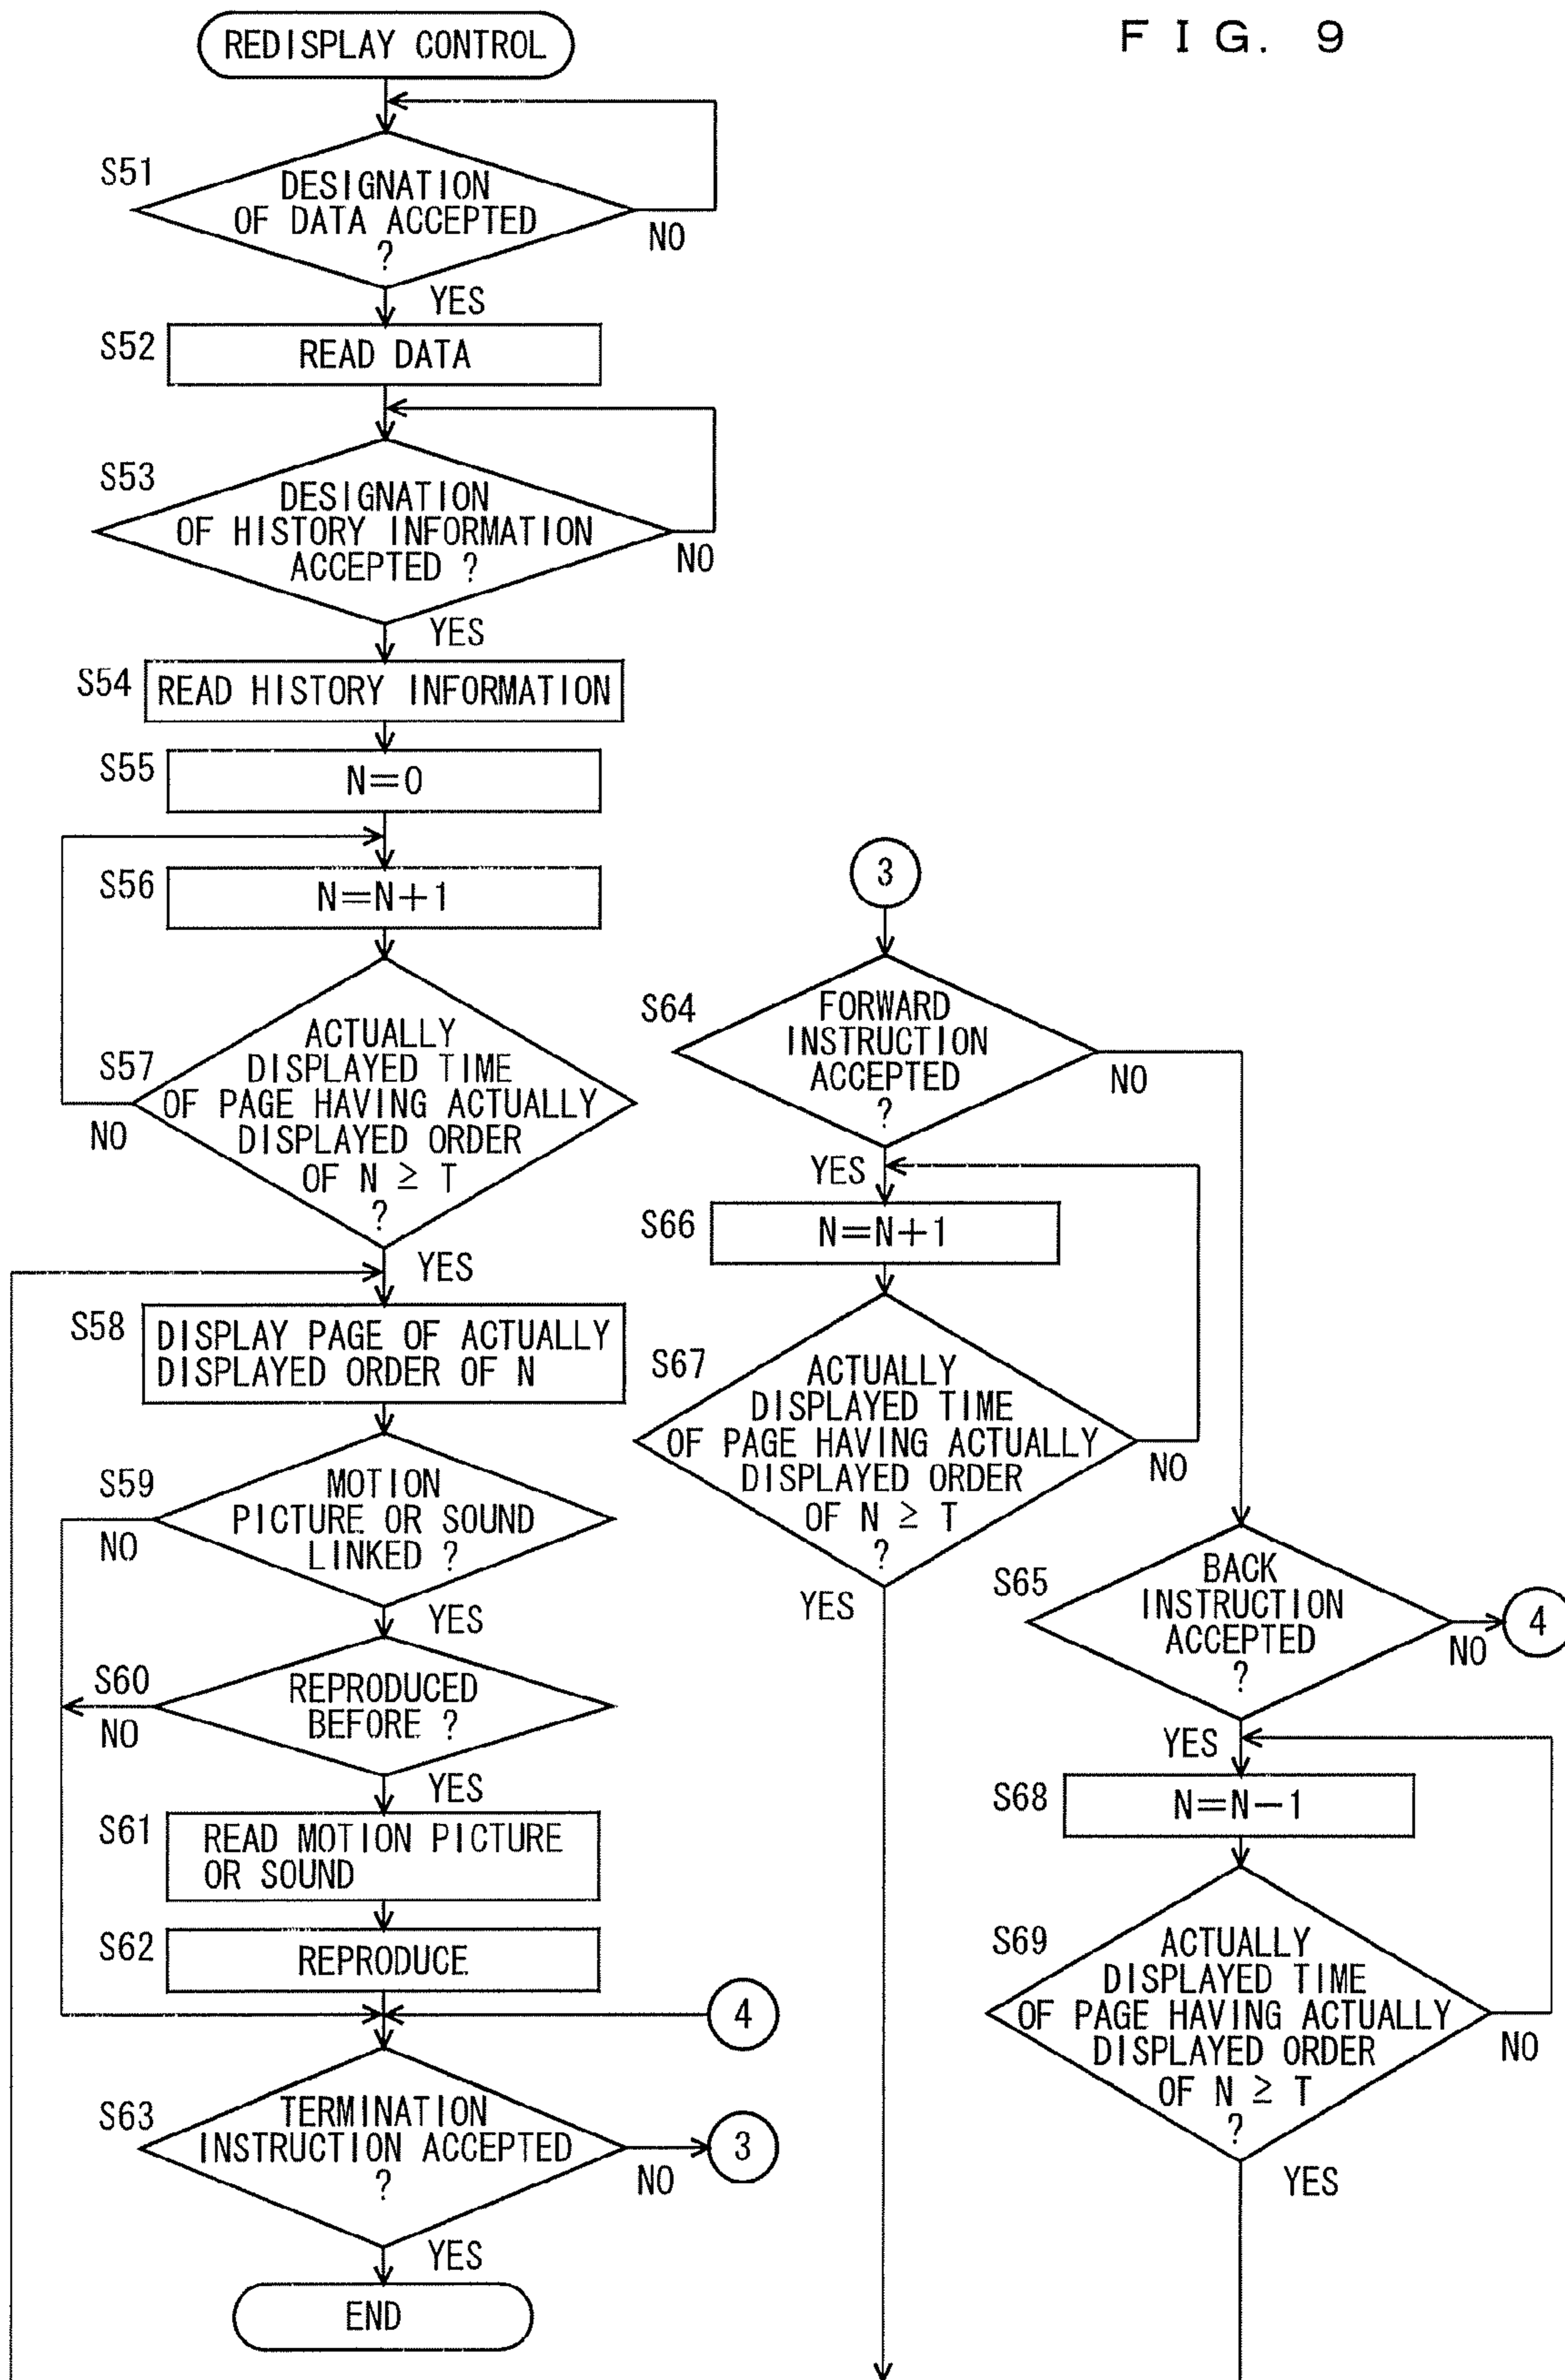 FIG. 9
REDISPLAY CONTROL
S51
DESIGNATION
OF DATA ACCEPTED
?
NO
YES
S52
READ DATA
S53
DESIGNATION
OF HISTORY INFORMATION
ACCEPTED ?
NO
YES
S54
READ HISTORY INFORMATION
S55
N=0
S56
N=N+1
S57
ACTUALLY
DISPLAYED TIME
OF PAGE HAVING ACTUALLY
DISPLAYED ORDER
OF N ≥ T
?
NO
YES
S58
DISPLAY PAGE OF ACTUALLY
DISPLAYED ORDER OF N
S59
MOTION
PICTURE OR SOUND
LINKED ?
NO
YES
S60
REPRODUCED
BEFORE ?
NO
YES
S61
READ MOTION PICTURE
OR SOUND
S62
REPRODUCE
4
S63
TERMINATION
INSTRUCTION ACCEPTED
?
NO
3
YES
END
3
S64
FORWARD
INSTRUCTION
ACCEPTED
?
NO
YES
S66
N=N+1
S67
ACTUALLY
DISPLAYED TIME
OF PAGE HAVING ACTUALLY
DISPLAYED ORDER
OF N ≥ T
?
NO
YES
S65
BACK
INSTRUCTION
ACCEPTED
?
NO
4
YES
S68
N=N−1
S69
ACTUALLY
DISPLAYED TIME
OF PAGE HAVING ACTUALLY
DISPLAYED ORDER
OF N ≥ T
?
NO
YES